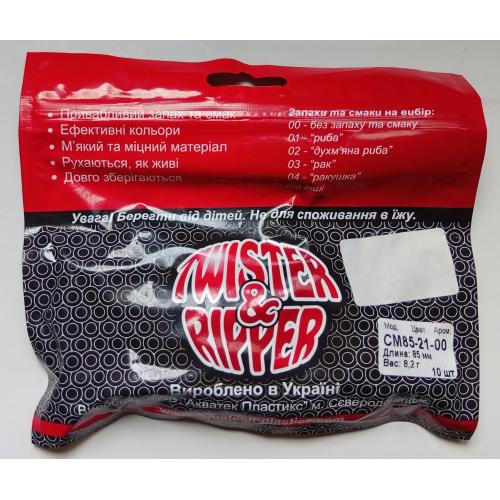 • Привабливий запах та смак
• Ефективні кольори
• М'який та міцний матеріал
• Рухаються, як живі
• Довго зберігаються
Запахи та смаки на вибір:
00 - без запаху та смаку
01 - "риба"
02 - "духм'яна риба"
03 - "рак"
04 - "ракушка"
та інші
Увага! Берегти від дітей. Не для споживання в їжу.
TWISTER
&
RIPPER
Мод. Цвет Аром.
CM85-21-00
Длина: 85 мм
Вес: 8,2 г
10 шт
Вироблено в Україні
"Акватек Пластикс" м.